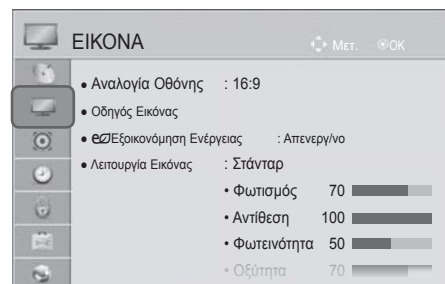 ΕΙΚΟΝΑ Μετ. OK
• Αναλογία Οθόνης : 16:9
• Οδηγός Εικόνας
• Εξοικονόμηση Ενέργειας : Απενεργ/νο
• Λειτουργία Εικόνας : Στάνταρ
• Φωτισμός 70
• Αντίθεση 100
• Φωτεινότητα 50
• Οξύτητα 70